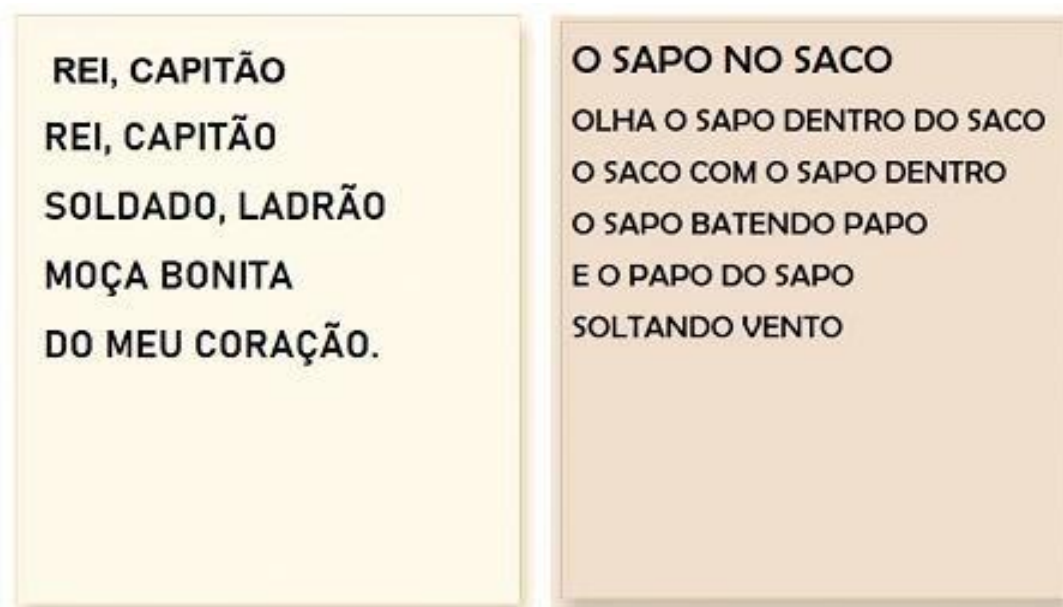 REI, CAPITÃO
REI, CAPITÃO
SOLDADO, LADRÃO
MOÇA BONITA
DO MEU CORAÇÃO.
O SAPO NO SACO
OLHA O SAPO DENTRO DO SACO
O SACO COM O SAPO DENTRO
O SAPO BATENDO PAPO
E O PAPO DO SAPO
SOLTANDO VENTO